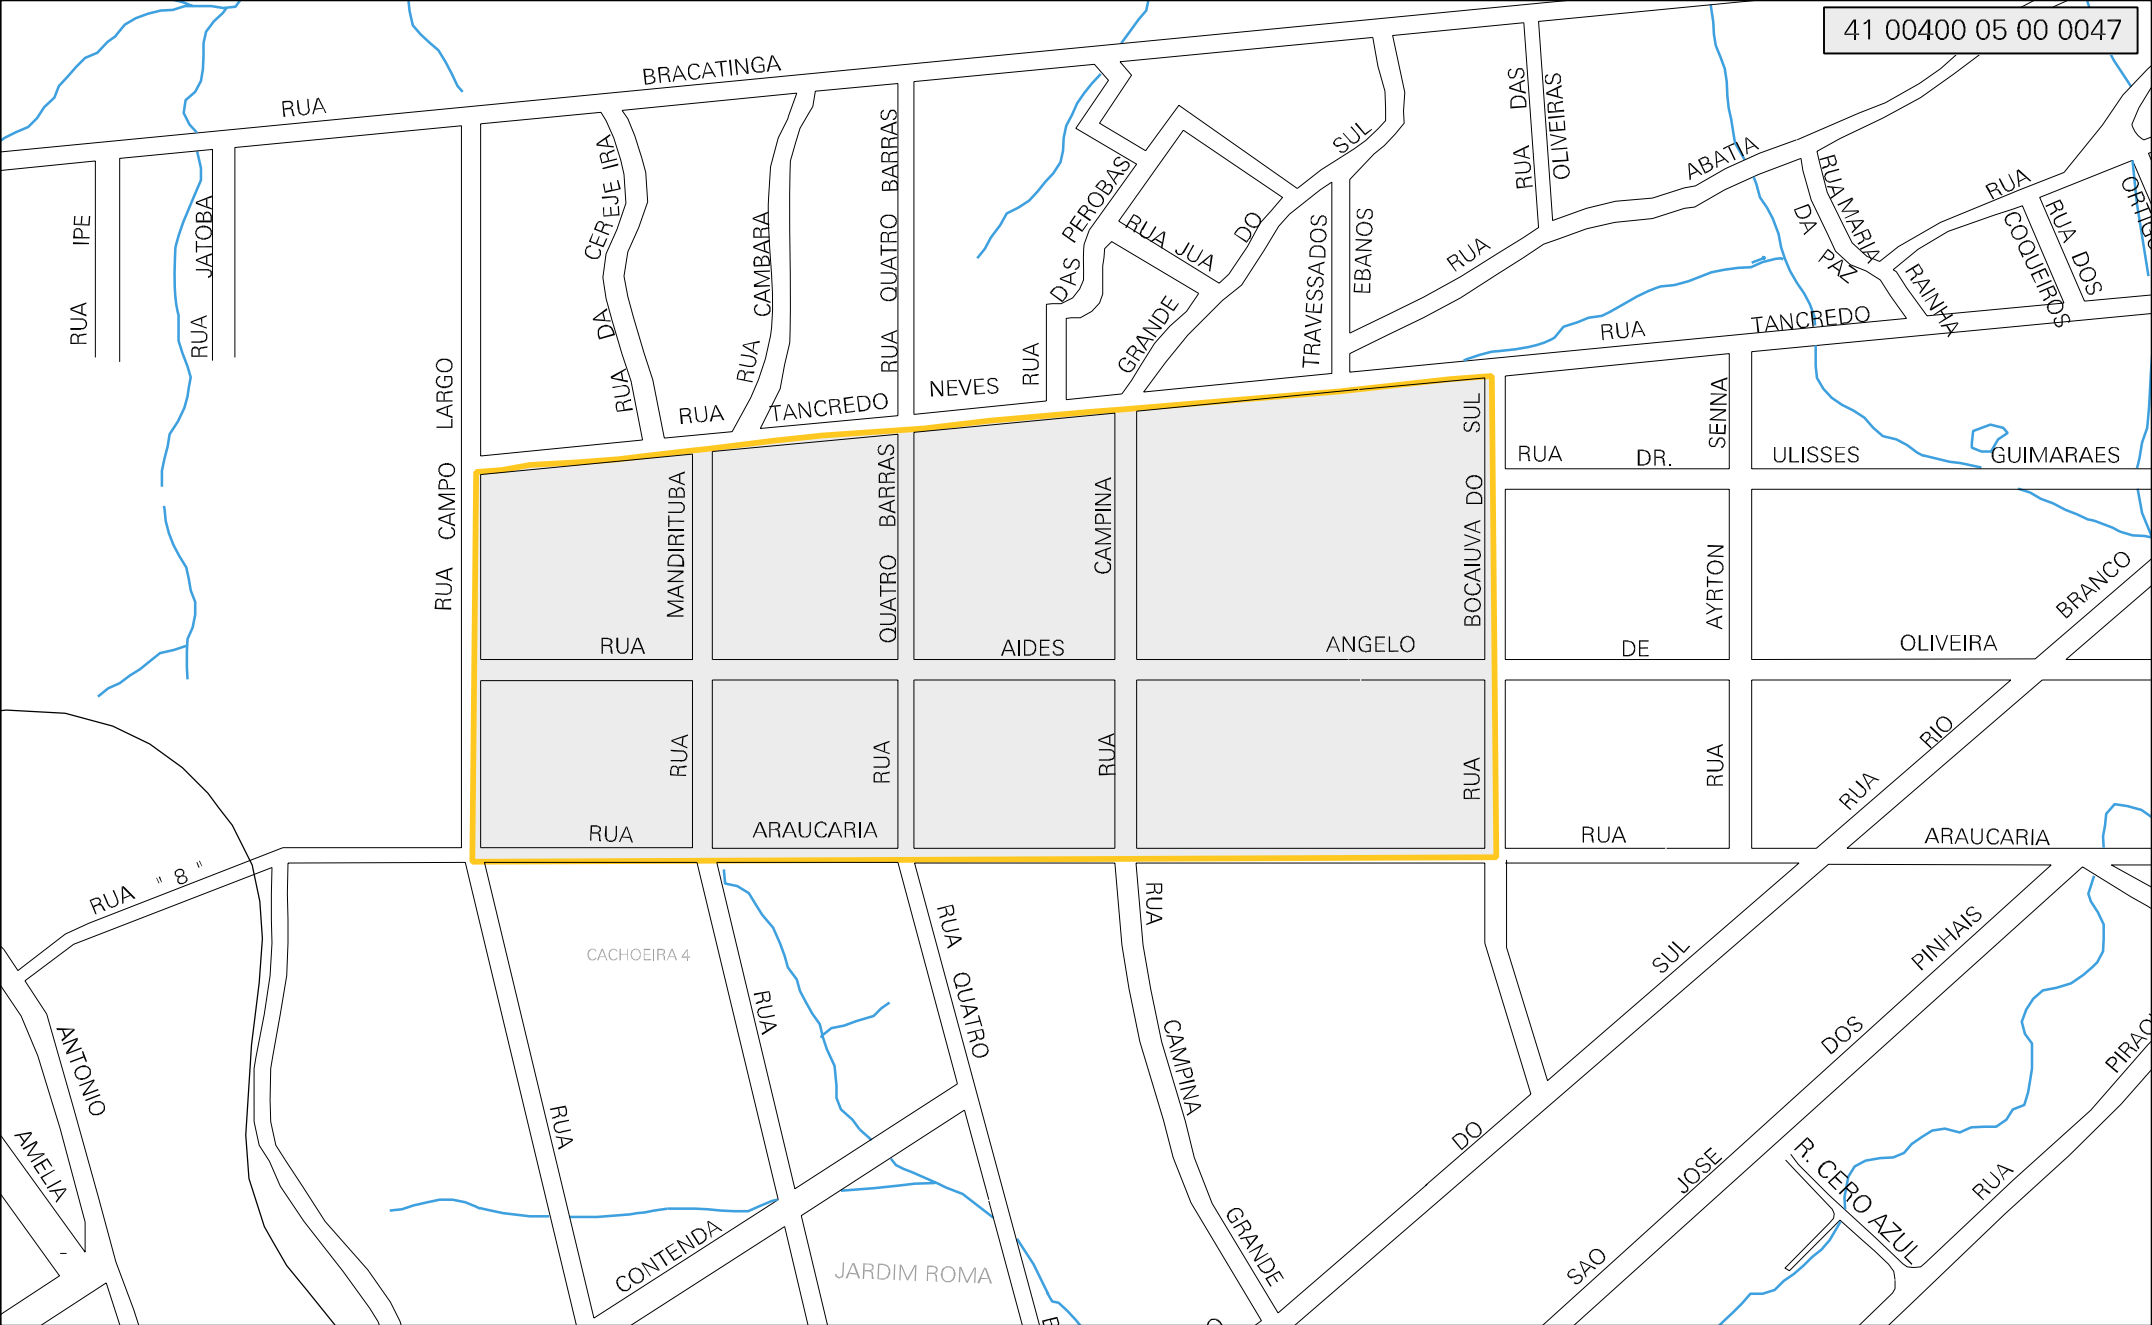 41 00400 05 00 0047
RUA BRACATINGA
RUA IPE
RUA JATOBA
RUA CAMPO LARGO
RUA DA CEREJE IRA
RUA CAMBARA
RUA QUATRO BARRAS
RUA DAS PEROBAS
RUA JUA
GRANDE DO SUL
TRAVESSADOS
EBANOS
RUA DAS
OLIVEIRAS
RUA ABATIA
RUA MARIA
DA PAZ
RUA
RAINHA
COQUEIROS
RUA DOS
RUA TANCREDO NEVES
RUA TANCREDO
RUA MANDIRITUBA
RUA QUATRO BARRAS
RUA CAMPINA
RUA BOCAIUVA DO SUL
RUA AYRTON SENNA
RUA DR. ULISSES GUIMARAES
RUA AIDES ANGELO DE OLIVEIRA
RUA ARAUCARIA
RUA ARAUCARIA
RUA RIO BRANCO
DO SUL
RUA " 8 "
CACHOEIRA 4
ANTONIO
AMELIA
RUA
RUA
RUA QUATRO
RUA CAMPINA GRANDE
CONTENDA
JARDIM ROMA
SAO JOSE DOS PINHAIS
R. CERO AZUL
RUA